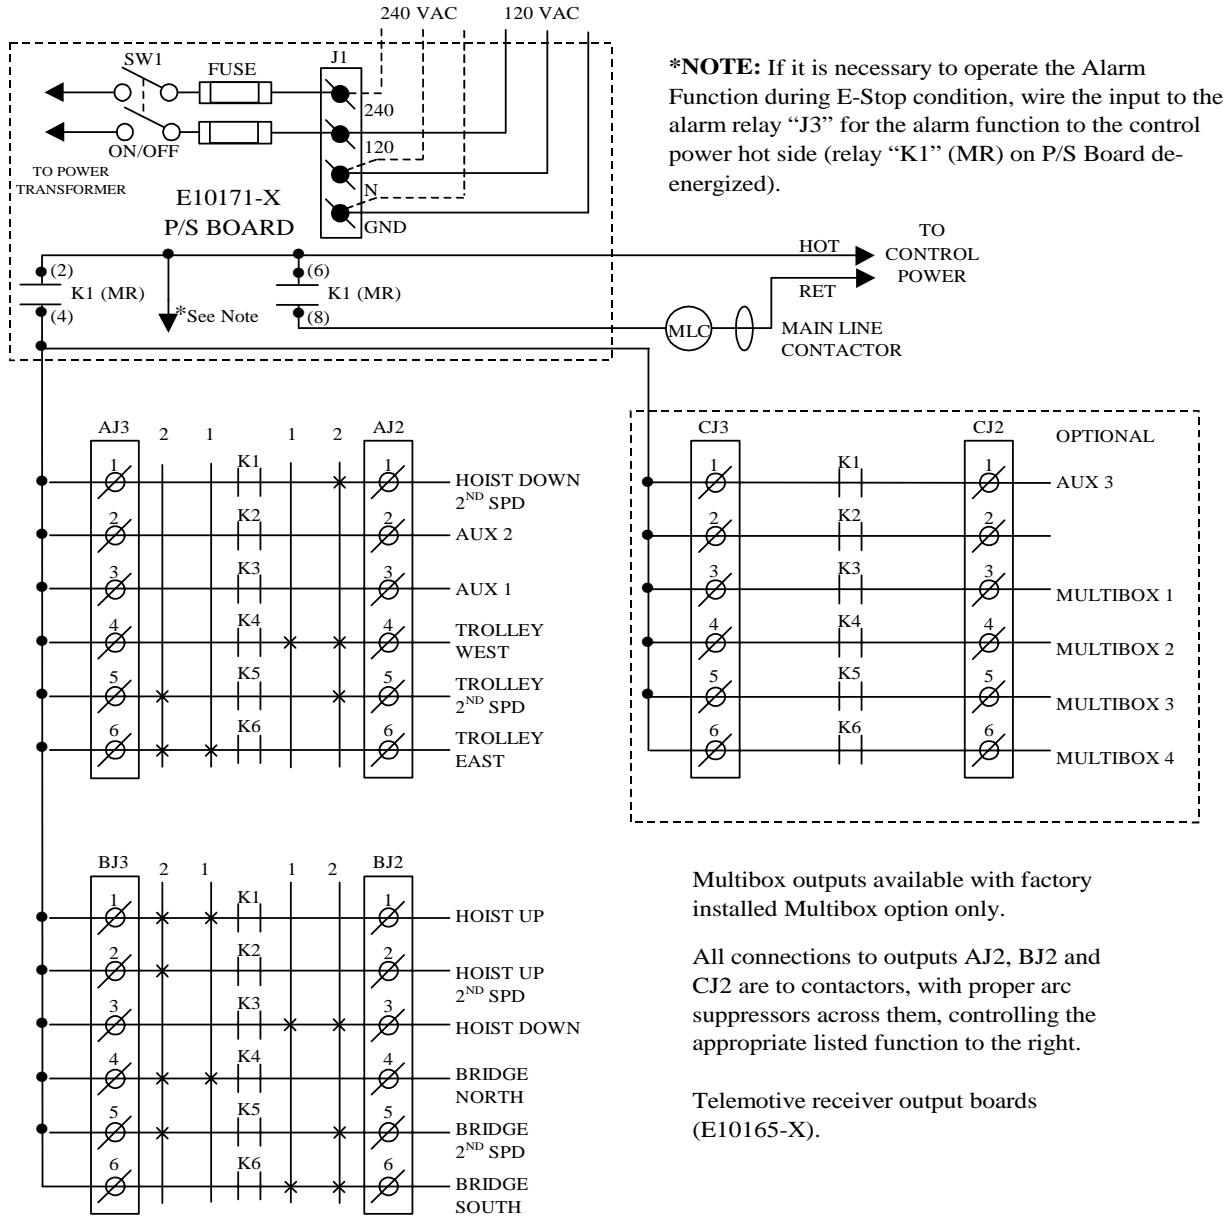 240 VAC
120 VAC
SW1
FUSE
J1
240
120
N
GND
ON/OFF
TO POWER
TRANSFORMER
E10171-X
P/S BOARD
*NOTE: If it is necessary to operate the Alarm
Function during E-Stop condition, wire the input to the
alarm relay “J3” for the alarm function to the control
power hot side (relay “K1” (MR) on P/S Board de-
energized).
(2)
K1 (MR)
(4)
*See Note
(6)
K1 (MR)
(8)
HOT
RET
TO
CONTROL
POWER
MLC
MAIN LINE
CONTACTOR
AJ3
2
1
1
2
AJ2
1
K1
1
HOIST DOWN
2ND SPD
2
K2
2
AUX 2
3
K3
3
AUX 1
4
K4
4
TROLLEY
WEST
5
K5
5
TROLLEY
2ND SPD
6
K6
6
TROLLEY
EAST
CJ3
CJ2
OPTIONAL
1
K1
1
AUX 3
2
K2
2
3
K3
3
MULTIBOX 1
4
K4
4
MULTIBOX 2
5
K5
5
MULTIBOX 3
6
K6
6
MULTIBOX 4
BJ3
2
1
1
2
BJ2
1
K1
1
HOIST UP
2
K2
2
HOIST UP
2ND SPD
3
K3
3
HOIST DOWN
4
K4
4
BRIDGE
NORTH
5
K5
5
BRIDGE
2ND SPD
6
K6
6
BRIDGE
SOUTH
Multibox outputs available with factory
installed Multibox option only.
All connections to outputs AJ2, BJ2 and
CJ2 are to contactors, with proper arc
suppressors across them, controlling the
appropriate listed function to the right.
Telemotive receiver output boards
(E10165-X).